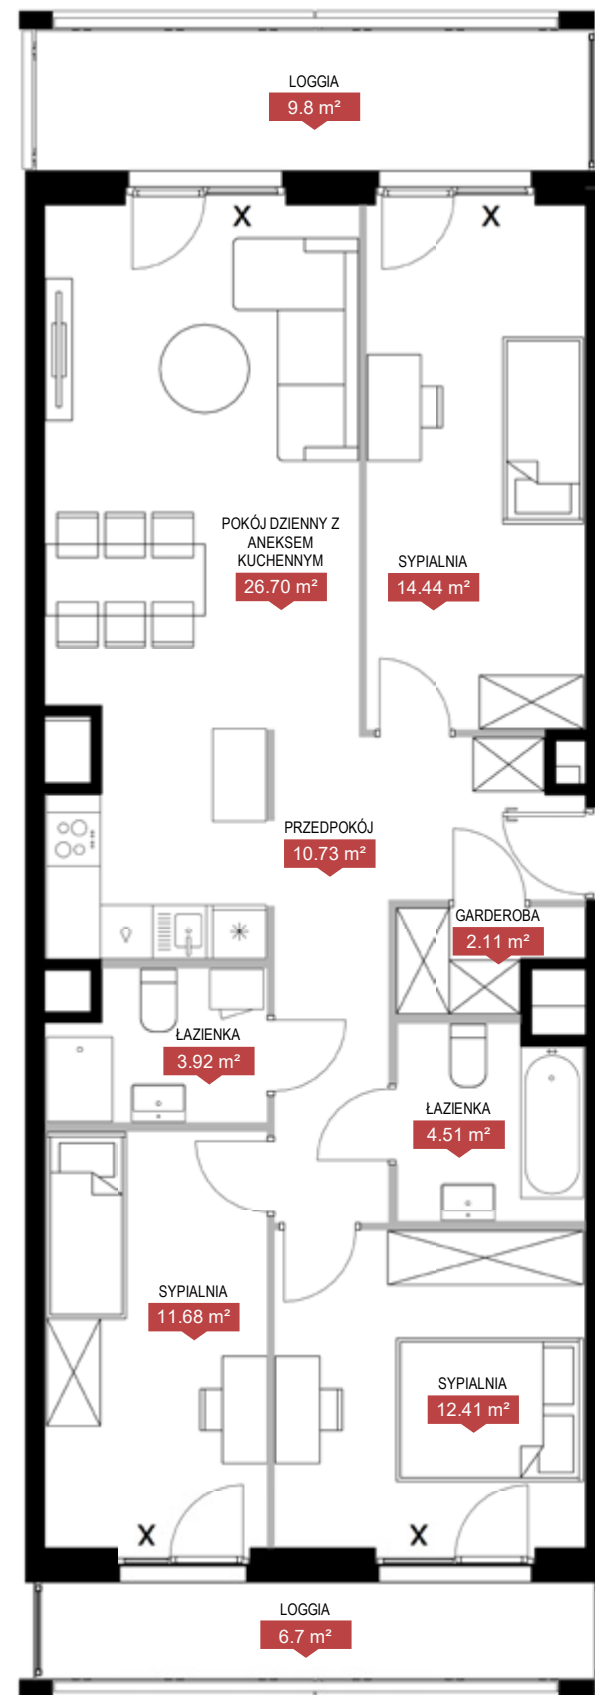 LOGGIA
9.8 m²
X
X
POKÓJ DZIENNY Z
ANEKSEM
KUCHENNYM
26.70 m²
SYPIALNIA
14.44 m²
PRZEDPOKÓJ
10.73 m²
GARDEROBA
2.11 m²
ŁAZIENKA
3.92 m²
ŁAZIENKA
4.51 m²
SYPIALNIA
11.68 m²
SYPIALNIA
12.41 m²
X
X
LOGGIA
6.7 m²